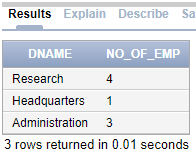 Results Explain Describe Sa
DNAME NO_OF_EMP
Research 4
Headquarters 1
Administration 3
3 rows returned in 0.01 seconds